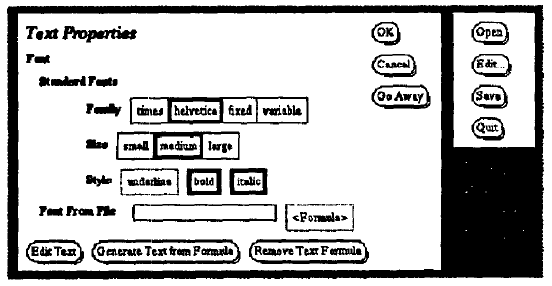 Text Properties
OK
Open
Font
Cancel
Edit...
Standard Fonts
Go Away
Save
Family times helvetica fixed variable
Quit
Size small medium large
Style underline bold italic
Font From File <Formula>
Edit Text Generate Text from Formula Remove Text Formula